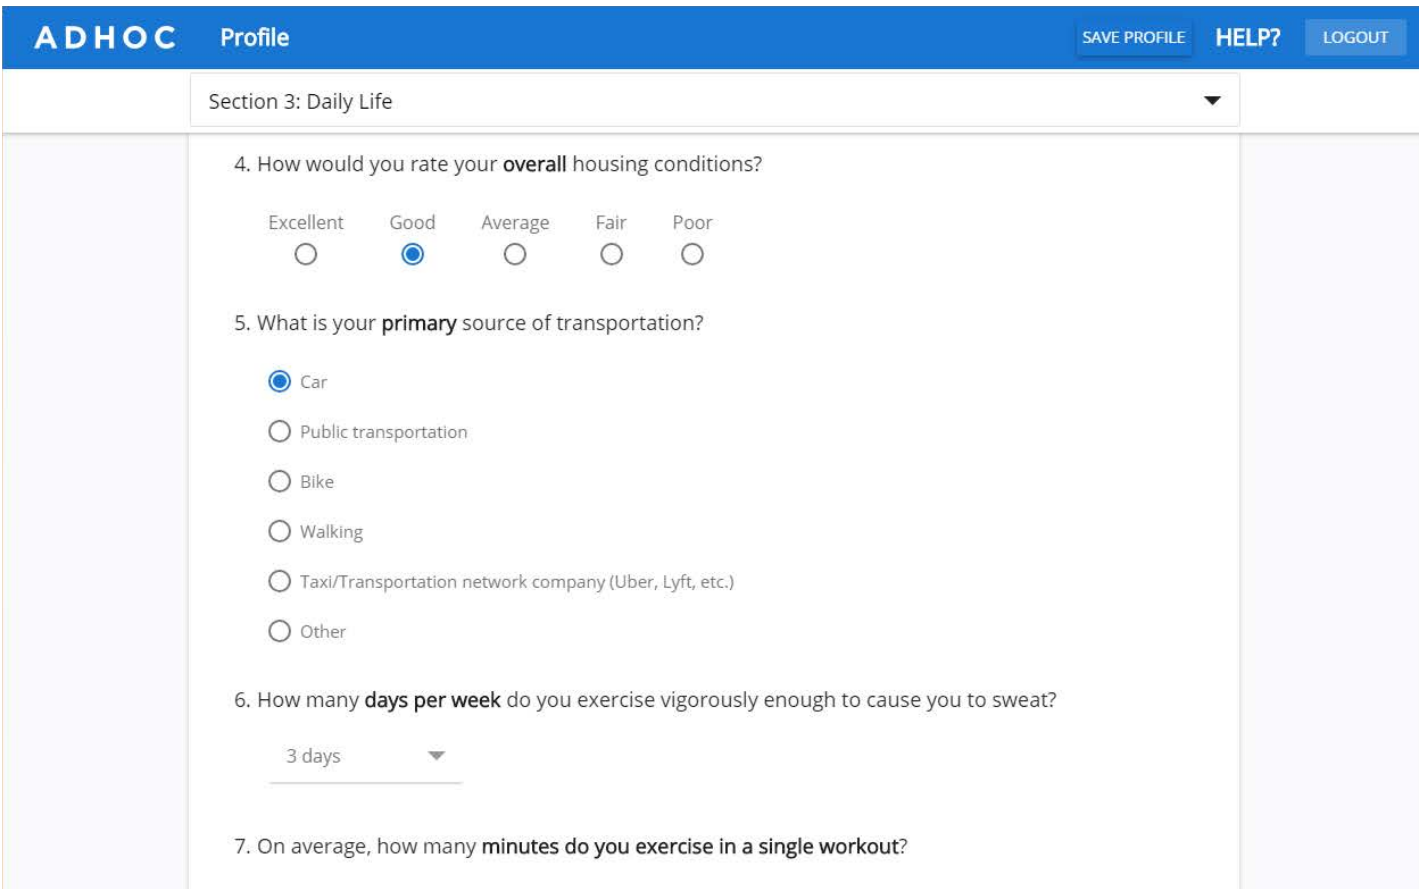 ADHOC Profile SAVE PROFILE HELP? LOGOUT
Section 3: Daily Life
4. How would you rate your overall housing conditions?
Excellent Good Average Fair Poor
5. What is your primary source of transportation?
Car
Public transportation
Bike
Walking
Taxi/Transportation network company (Uber, Lyft, etc.)
Other
6. How many days per week do you exercise vigorously enough to cause you to sweat?
3 days
7. On average, how many minutes do you exercise in a single workout?